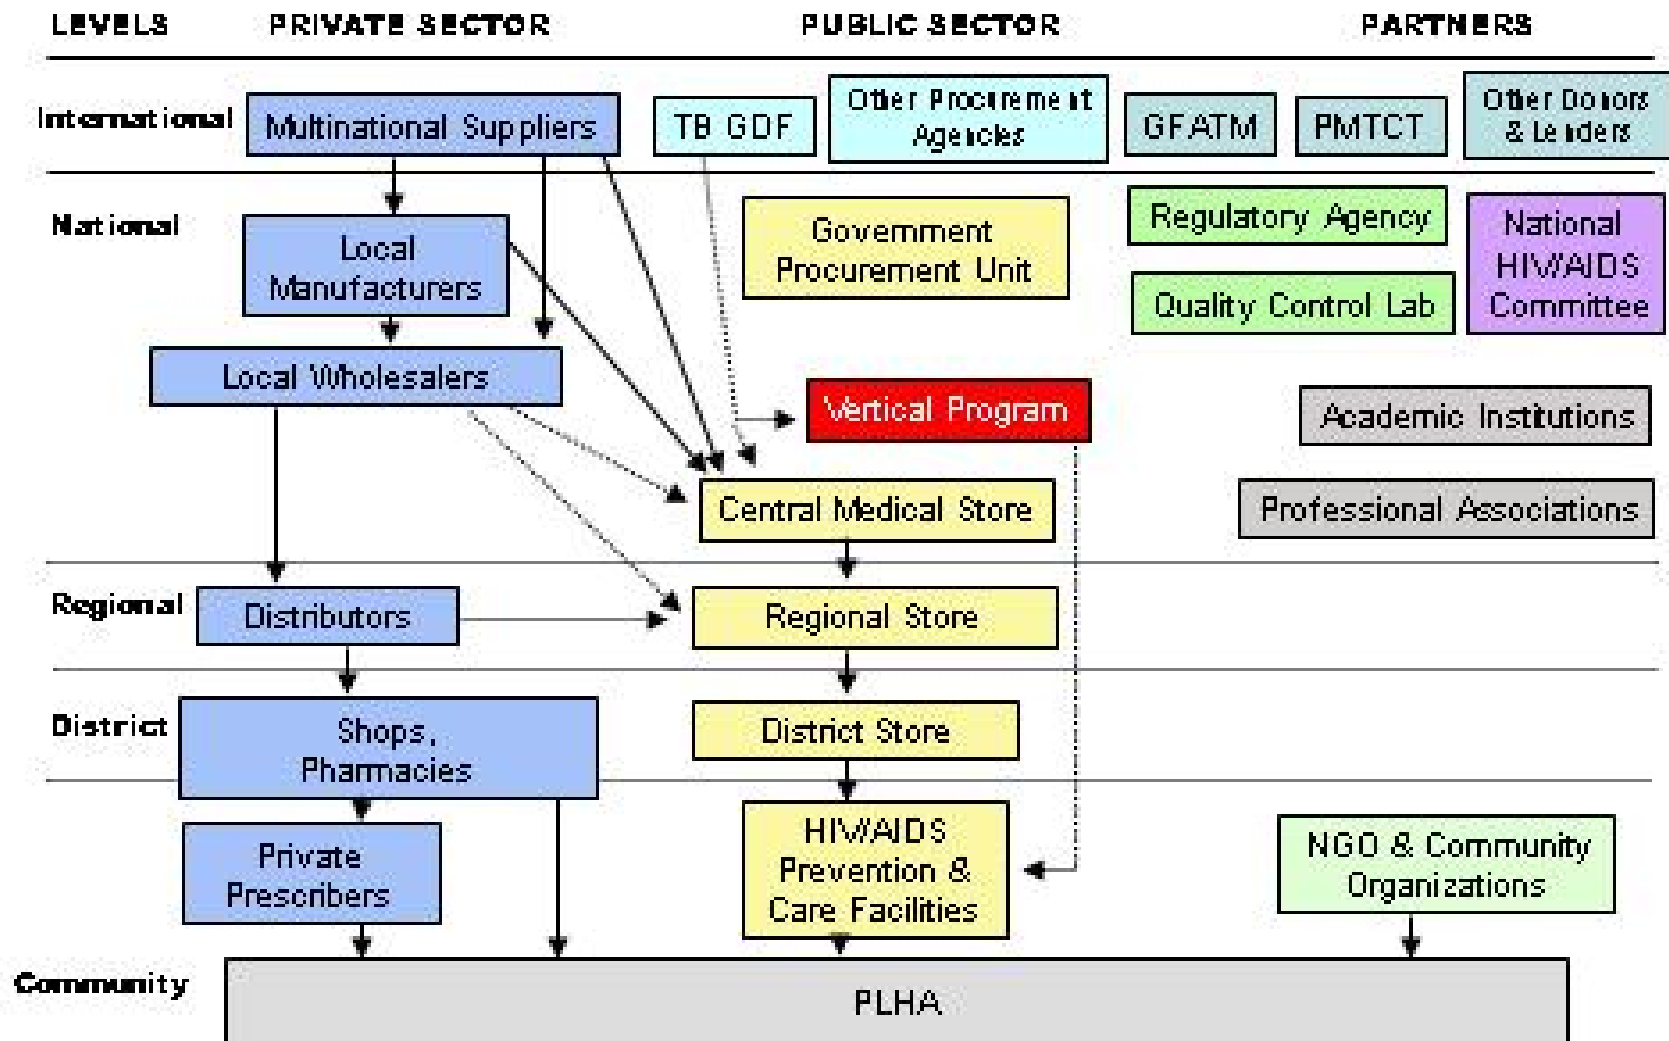 LEVELS PRIVATE SECTOR PUBLIC SECTOR PARTNERS
International
Multinational Suppliers
TB GDF
Other Procurement
Agencies
GFATM
PMTCT
Other Donors
& Lenders
National
Local
Manufacturers
Government
Procurement Unit
Regulatory Agency
Quality Control Lab
National
HIV/AIDS
Committee
Local Wholesalers
Vertical Program
Academic Institutions
Central Medical Store
Professional Associations
Regional
Distributors
Regional Store
District
Shops,
Pharmacies
District Store
Private
Prescribers
HIV/AIDS
Prevention &
Care Facilities
NGO & Community
Organizations
Community
PLHA